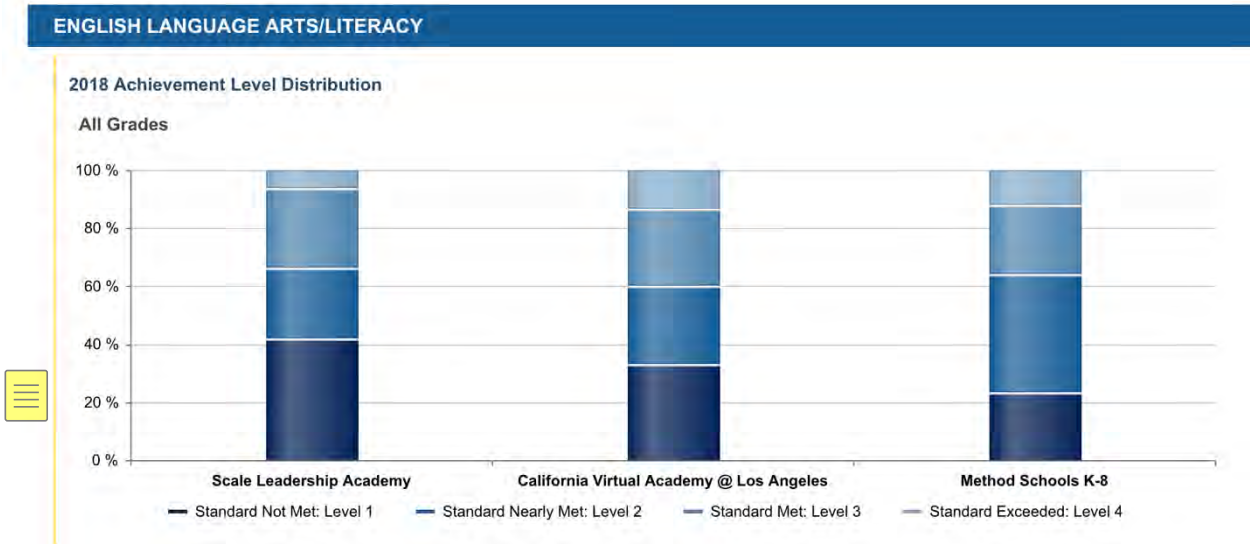 ENGLISH LANGUAGE ARTS/LITERACY
2018 Achievement Level Distribution
All Grades
100 %
80 %
60 %
40 %
20 %
0 %
Scale Leadership Academy California Virtual Academy @ Los Angeles Method Schools K-8
Standard Not Met: Level 1 Standard Nearly Met: Level 2 Standard Met: Level 3 Standard Exceeded: Level 4